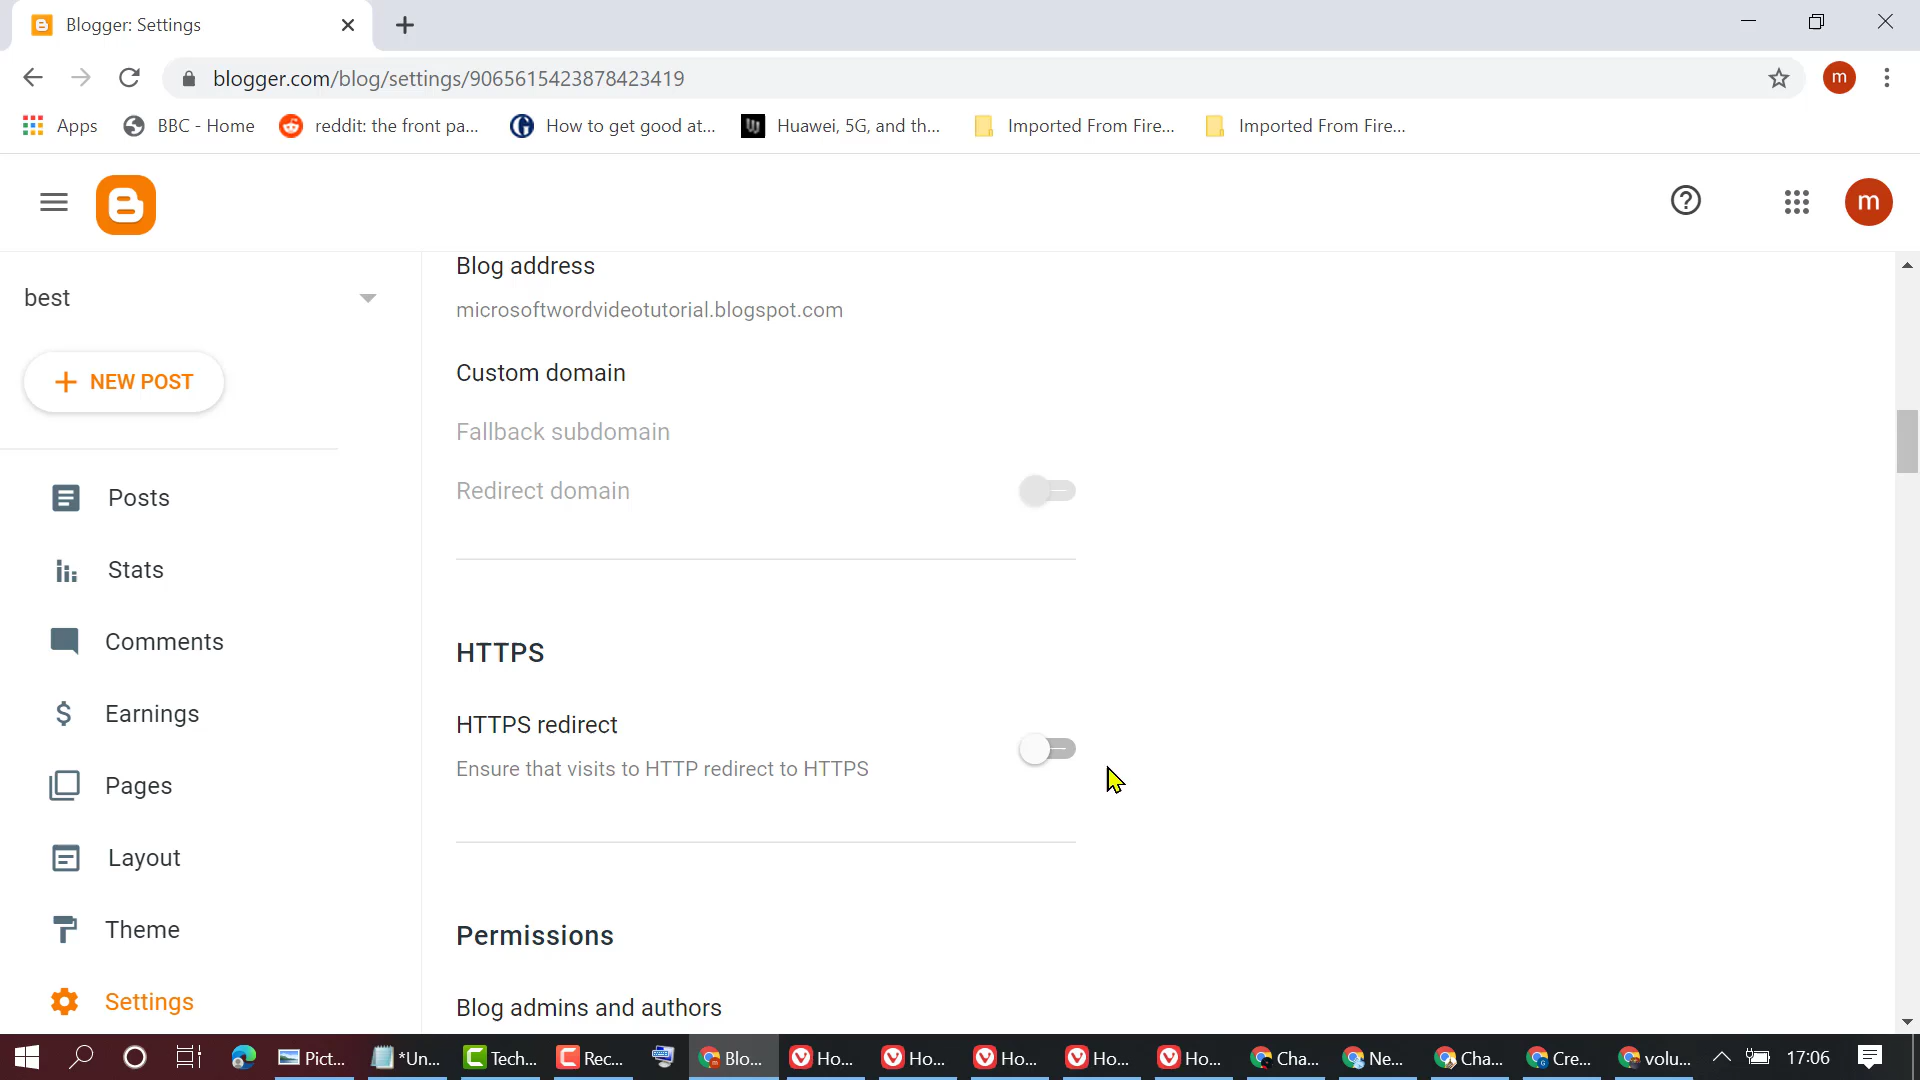 Blogger: Settings
blogger.com/blog/settings/9065615423878423419
m
Apps
BBC - Home
reddit: the front pa...
How to get good at...
Huawei, 5G, and th...
Imported From Fire...
Imported From Fire...
m
best
NEW POST
Posts
Stats
Comments
Earnings
Pages
Layout
Theme
Settings
Blog address
microsoftwordvideotutorial.blogspot.com
Custom domain
Fallback subdomain
Redirect domain
HTTPS
HTTPS redirect
Ensure that visits to HTTP redirect to HTTPS
Permissions
Blog admins and authors
Pict...
*Un...
Tech...
Rec...
Blo...
Ho...
Ho...
Ho...
Ho...
Ho...
Cha...
Ne...
Cha...
Cre...
volu...
17:06